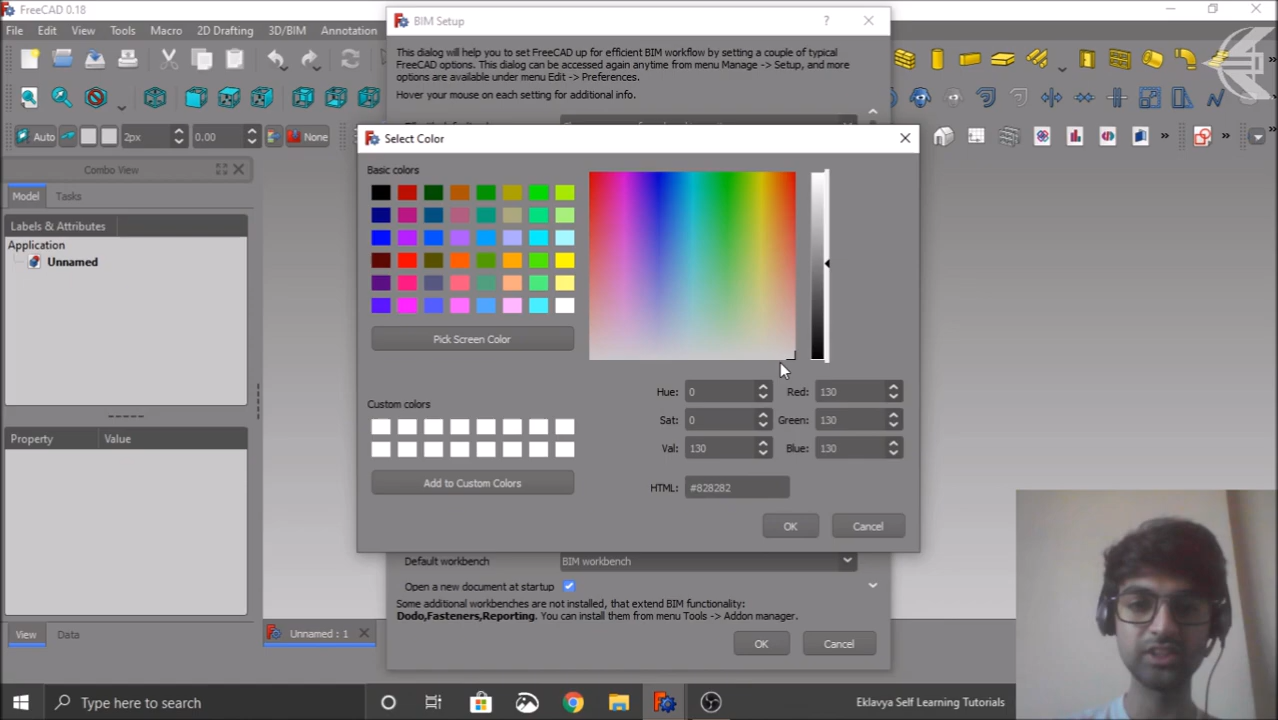 FreeCAD 0.18
BIM Setup
?
File Edit View Tools Macro 2D Drafting 3D/BIM Annotation
This dialog will help you to set FreeCAD up for efficient BIM workflow by setting a couple of typical
FreeCAD options. This dialog can be accessed again anytime from menu Manage -> Setup, and more
options are available under menu Edit -> Preferences.
Hover your mouse on each setting for additional info.
Auto 2px 0.00 None
Select Color
Combo View
Model Tasks
Labels & Attributes
Application
Unnamed
Property Value
Basic colors
Pick Screen Color
Custom colors
Add to Custom Colors
Hue: 0 Red: 130
Sat: 0 Green: 130
Val: 130 Blue: 130
HTML: #828282
OK Cancel
Default workbench BIM workbench
Open a new document at startup
Some additional workbenches are not installed, that extend BIM functionality:
Dodo,Fasteners,Reporting. You can install them from menu Tools -> Addon manager.
OK Cancel
View Data
Unnamed : 1
Type here to search
Eklavya Self Learning Tutorials